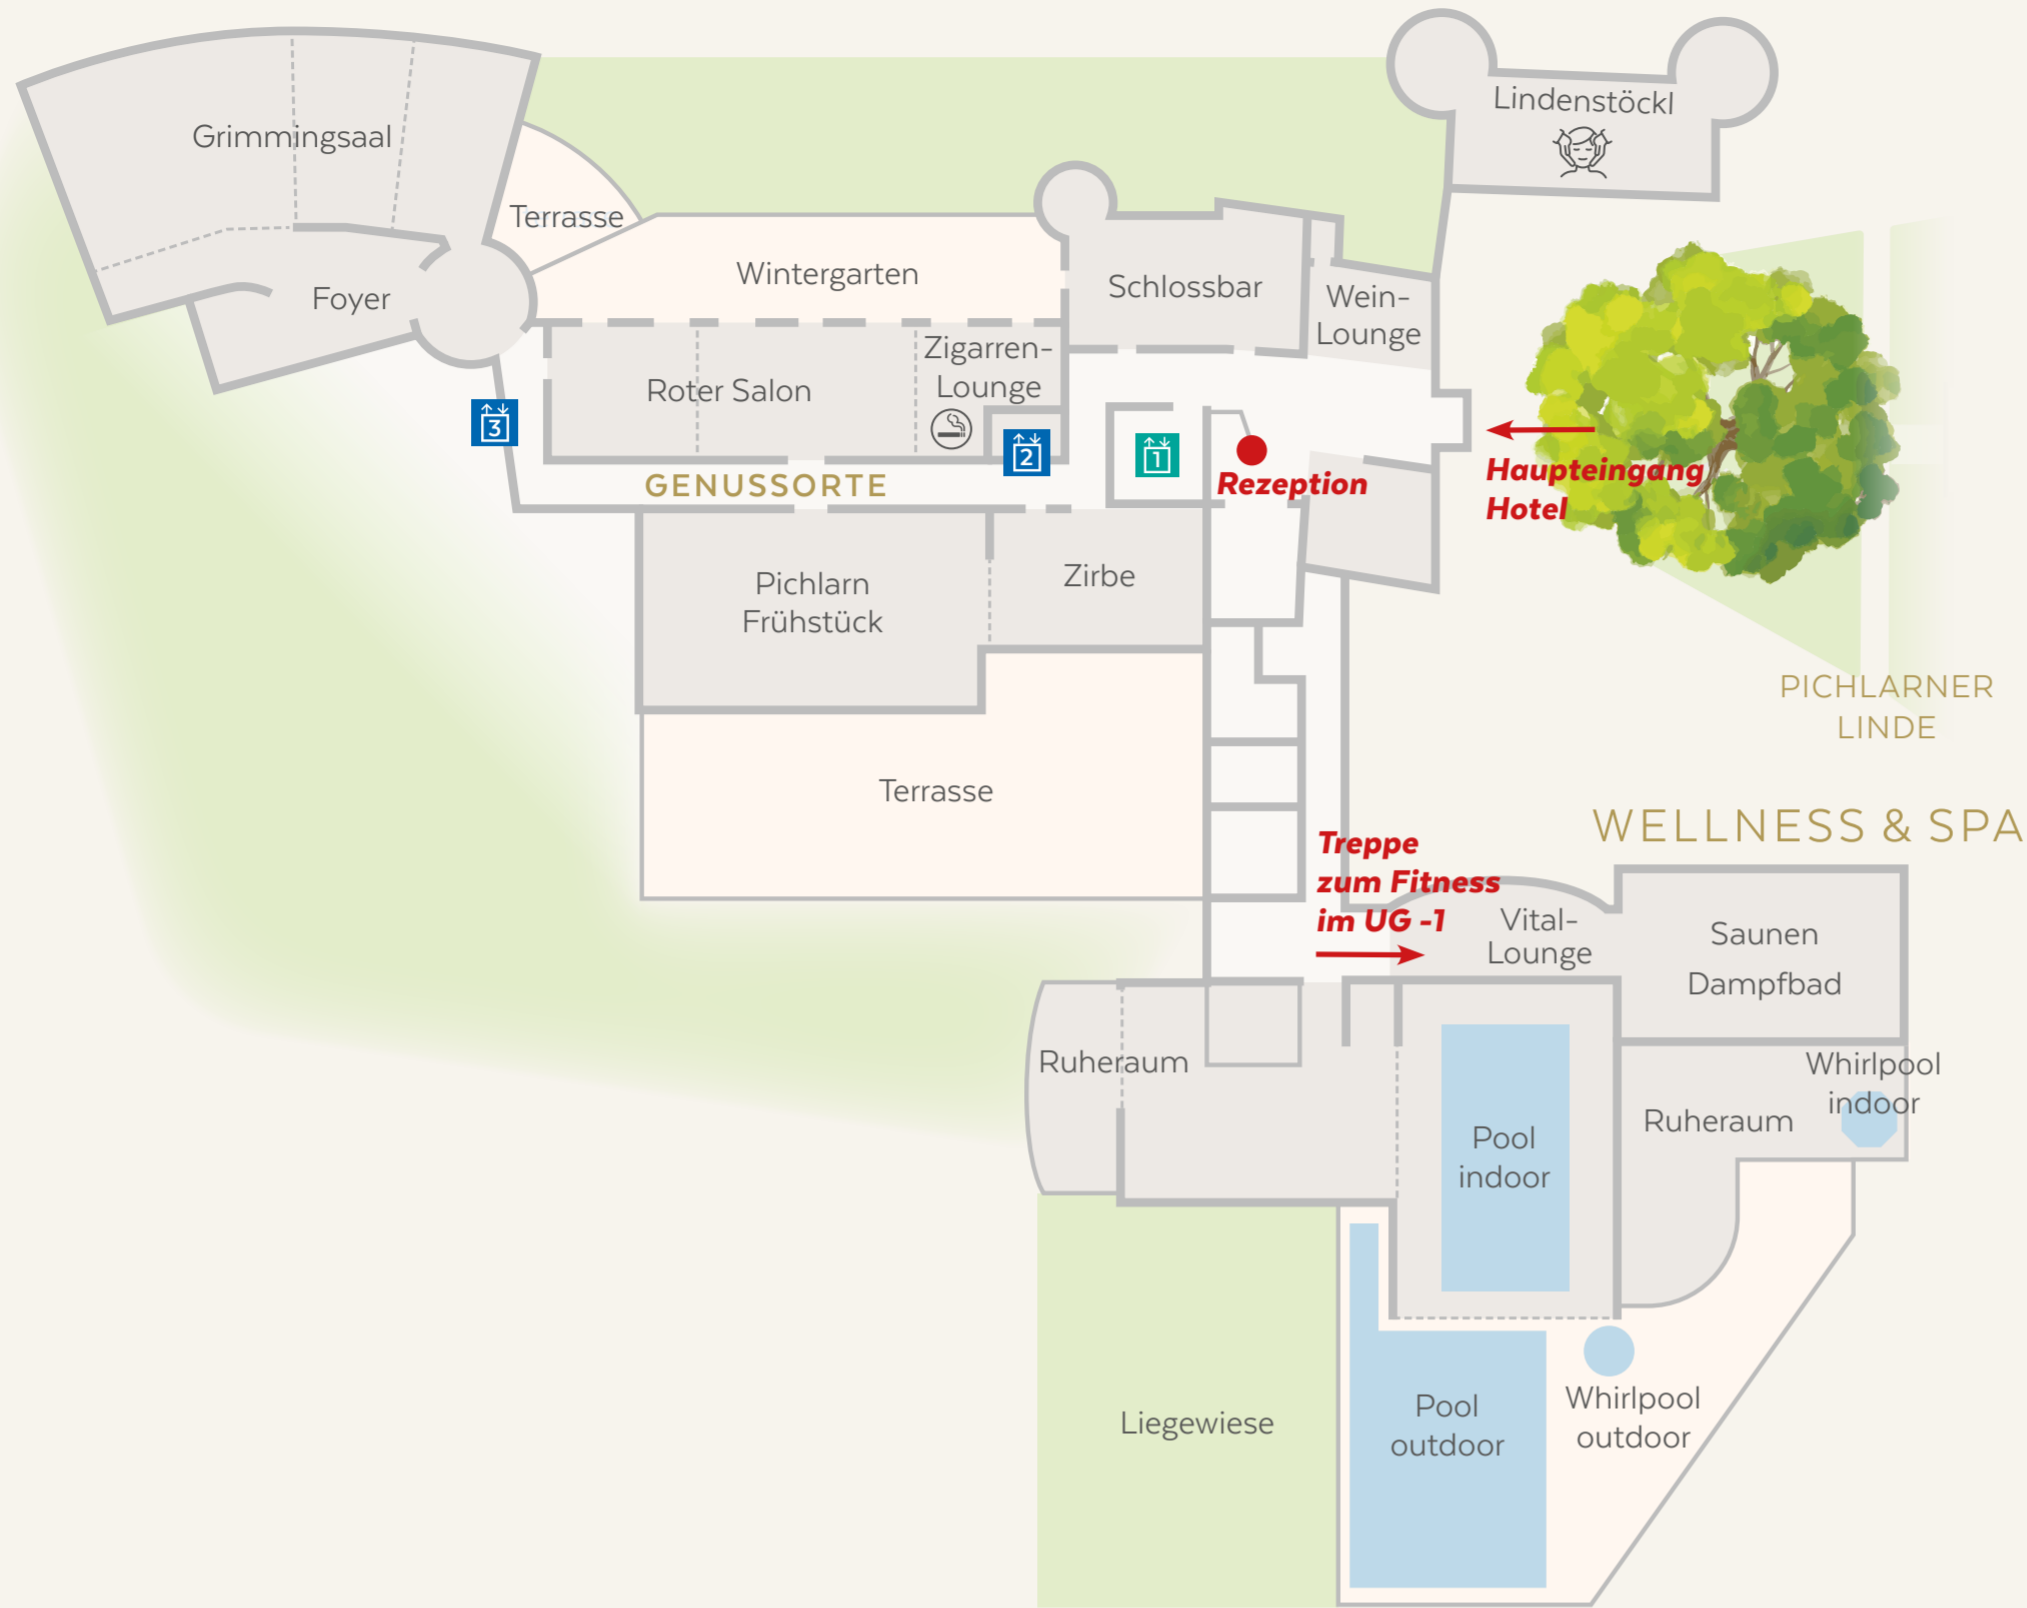 Lindenstöckl
Grimmingsaal
Terrasse
Foyer
Wintergarten
Schlossbar
Wein-
Lounge
Zigarren-
Lounge
Roter Salon
3
2
1
GENUSSORTE
Rezeption
Haupteingang
Hotel
Pichlarn
Frühstück
Zirbe
PICHLARNER
LINDE
Terrasse
WELLNESS & SPA
Treppe
zum Fitness
im UG -1
Vital-
Lounge
Saunen
Dampfbad
Ruheraum
Whirlpool
indoor
Ruheraum
Pool
indoor
Liegewiese
Pool
outdoor
Whirlpool
outdoor